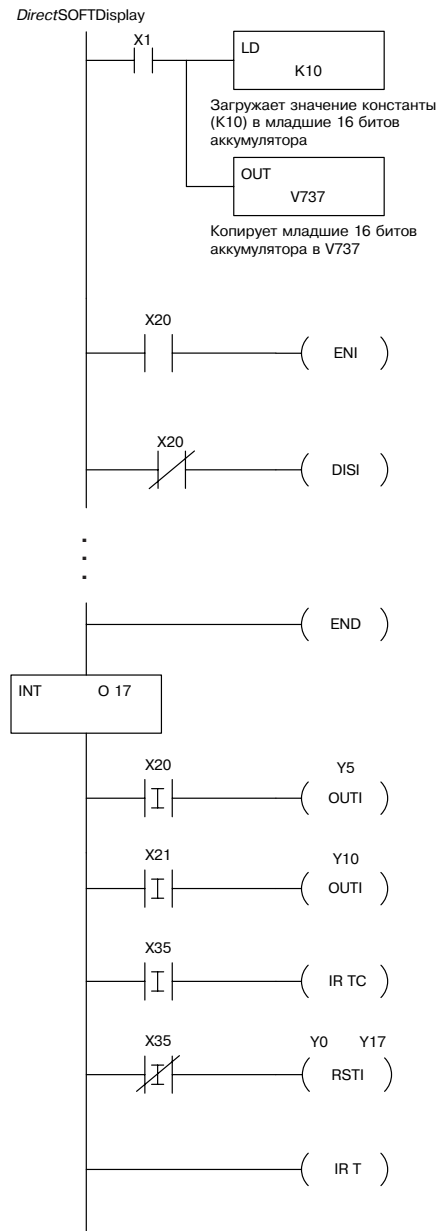 DirectSOFTDisplay
X1
LD
K10
Загружает значение константы
(K10) в младшие 16 битов
аккумулятора
OUT
V737
Копирует младшие 16 битов
аккумулятора в V737
X20
ENI
X20
DISI
END
INT O 17
X20
Y5
OUTI
X21
Y10
OUTI
X35
IR TC
X35
Y0 Y17
RSTI
IR T